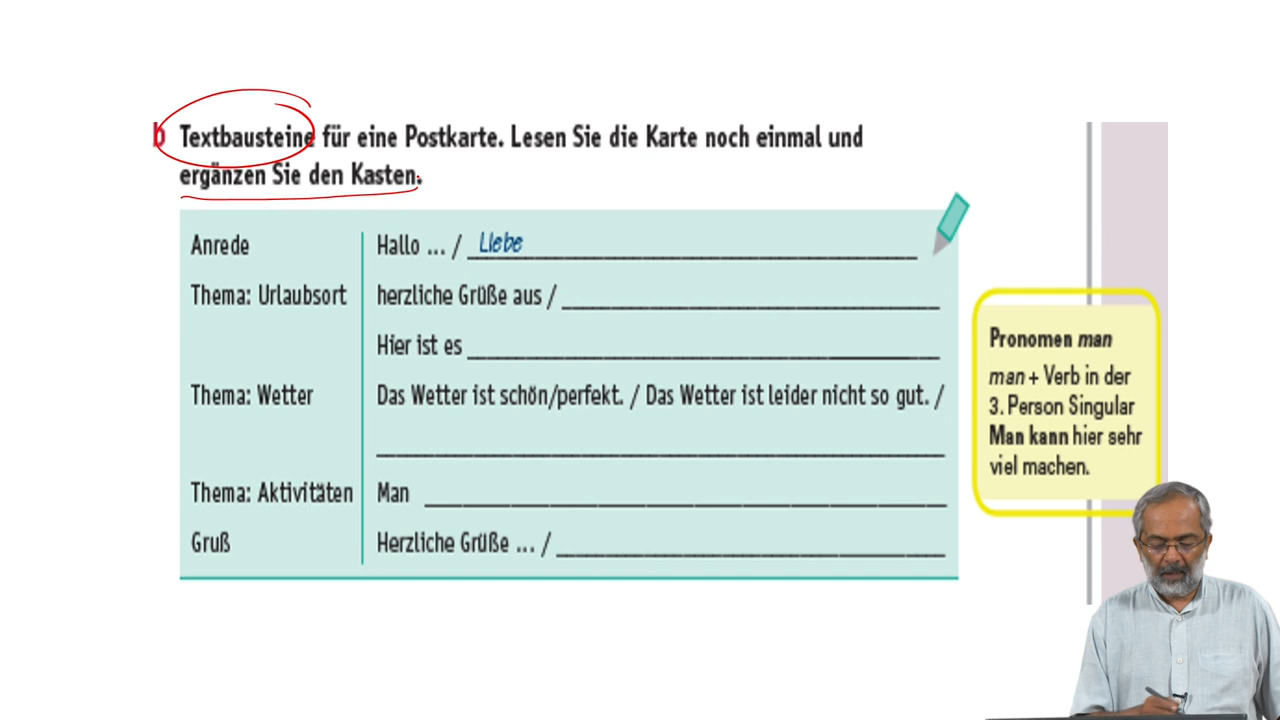 b Textbausteine für eine Postkarte. Lesen Sie die Karte noch einmal und
ergänzen Sie den Kasten.
Anrede Hallo ... / Liebe
Thema: Urlaubsort herzliche Grüße aus /
Hier ist es
Thema: Wetter Das Wetter ist schön/perfekt. / Das Wetter ist leider nicht so gut. /
Thema: Aktivitäten Man
Gruß Herzliche Grüße ... /
Pronomen man
man + Verb in der
3. Person Singular
Man kann hier sehr
viel machen.